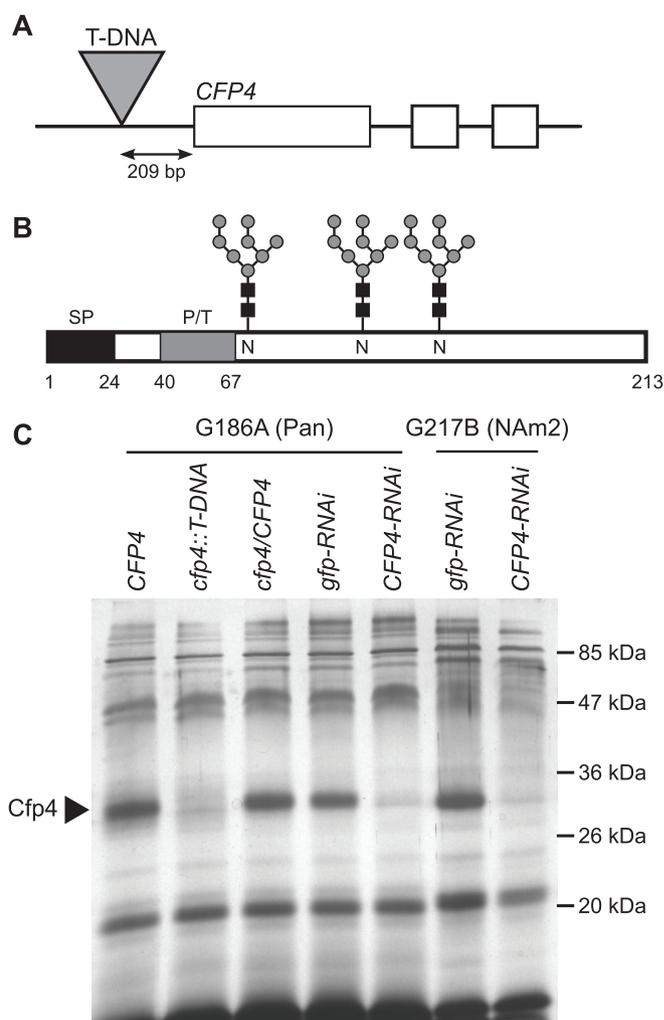 A
T-DNA
CFP4
209 bp
B
SP P/T
N N N
1 24 40 67 213
C
G186A (Pan) G217B (NAm2)
CFP4 cfp4::T-DNA cfp4/CFP4 gfp-RNAi CFP4-RNAi gfp-RNAi CFP4-RNAi
85 kDa
47 kDa
36 kDa
Cfp4
26 kDa
20 kDa